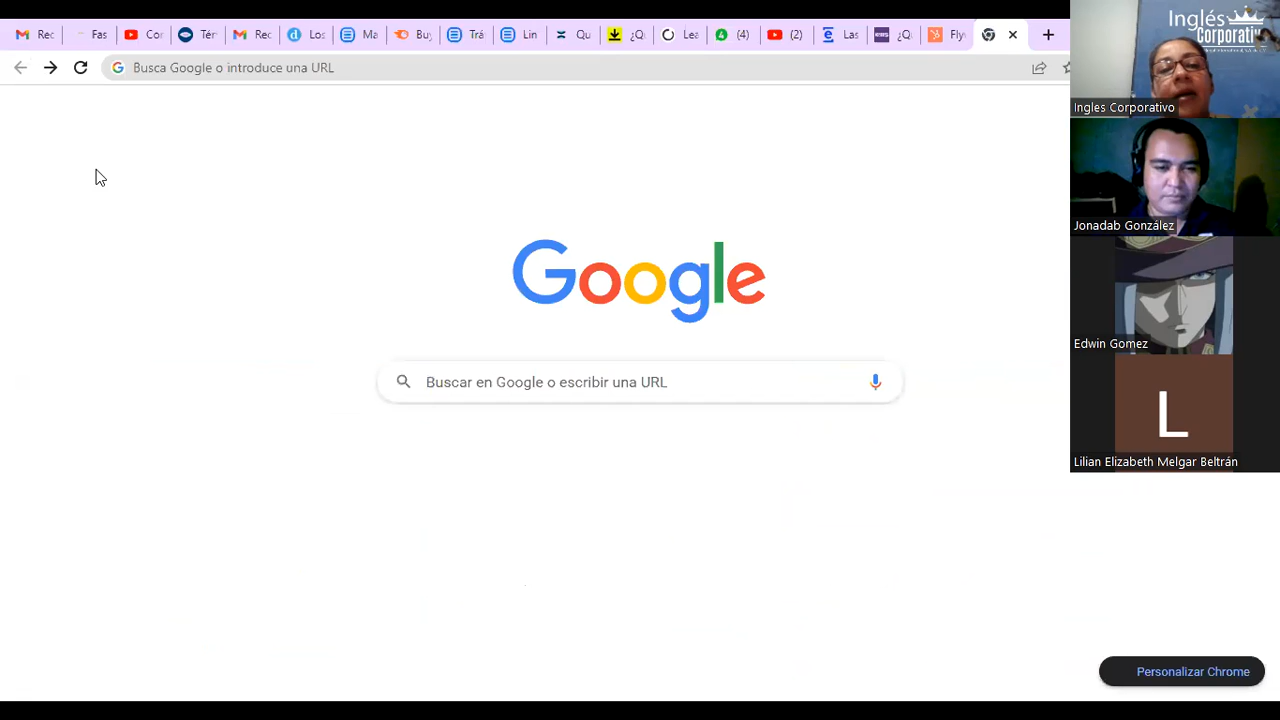 Rec
Fas
Cor
Tér
Rec
Los
Ma
Bu
Trá
Lin
Qu
¿Q
Lea
(4)
(2)
Las
¿Q
Fly
Busca Google o introduce una URL
Google
Buscar en Google o escribir una URL
Personalizar Chrome
Inglés
Corporativo
Ingles Corporativo
Jonadab González
Edwin Gomez
L
Lilian Elizabeth Melgar Beltrán